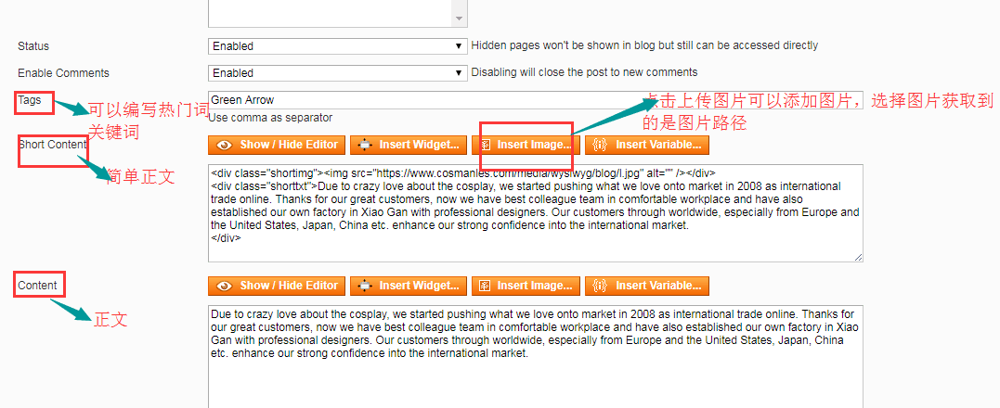 Status
Enabled
Hidden pages won't be shown in blog but still can be accessed directly
Enable Comments
Enabled
Disabling will close the post to new comments
Tags
可以编写热门词
关键词
Green Arrow
点击上传图片可以添加图片，选择图片获取到
的是图片路径
Use comma as separator
Short Content
简单正文
Show / Hide Editor
Insert Widget...
Insert Image...
Insert Variable...
<div class="shortimg"><img src="https://www.cosmanles.com/media/wysiwyg/blog/l.jpg" alt="" /></div>
<div class="shorttxt">Due to crazy love about the cosplay, we started pushing what we love onto market in 2008 as international
trade online. Thanks for our great customers, now we have best colleague team in comfortable workplace and have also
established our own factory in Xiao Gan with professional designers. Our customers through worldwide, especially from Europe and
the United States, Japan, China etc. enhance our strong confidence into the international market.
</div>
Content
正文
Show / Hide Editor
Insert Widget...
Insert Image...
Insert Variable...
Due to crazy love about the cosplay, we started pushing what we love onto market in 2008 as international trade online. Thanks for
our great customers, now we have best colleague team in comfortable workplace and have also established our own factory in Xiao
Gan with professional designers. Our customers through worldwide, especially from Europe and the United States, Japan, China
etc. enhance our strong confidence into the international market.